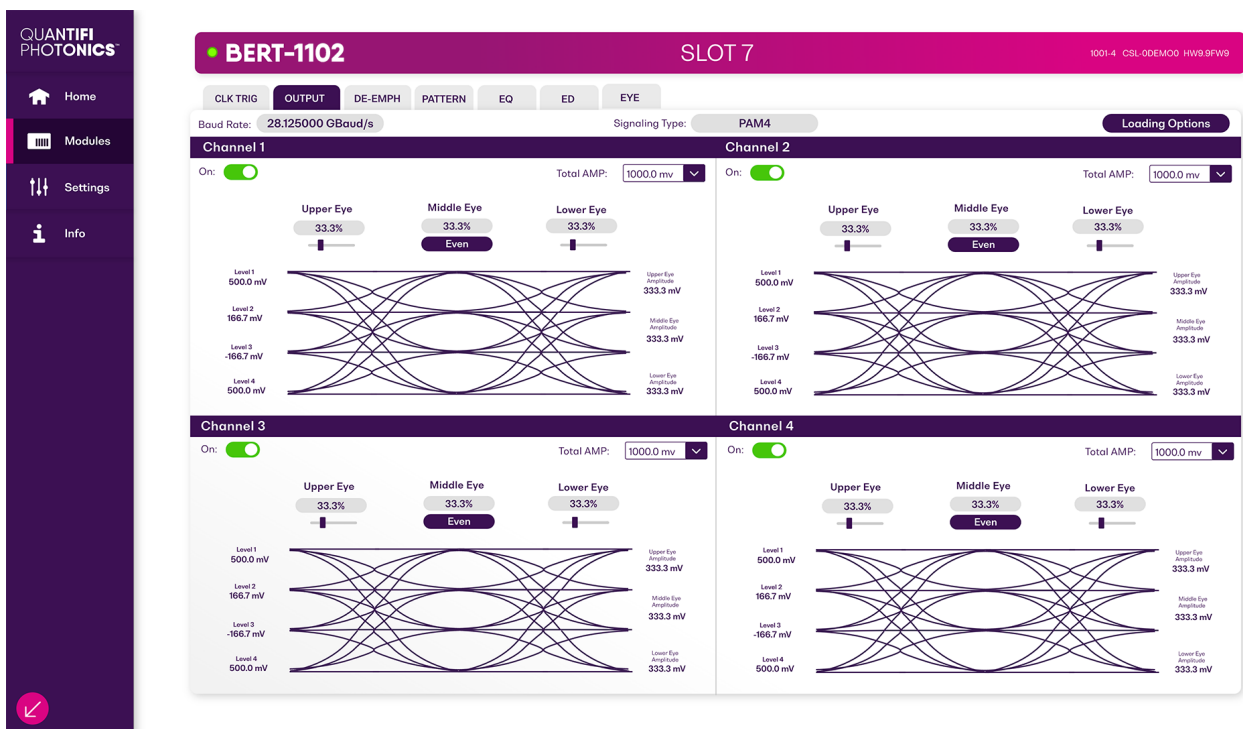 QUANTIFI
PHOTONICS™
Home
Modules
Settings
Info
BERT-1102 SLOT 7 1001-4 CSL-0DEMO0 HW9.9FW9
CLK TRIG OUTPUT DE-EMPH PATTERN EQ ED EYE
Baud Rate: 28.125000 GBaud/s Signaling Type: PAM4 Loading Options
Channel 1
On: Total AMP: 1000.0 mv
Upper Eye Middle Eye Lower Eye
33.3% 33.3% 33.3%
Even
Level 1
500.0 mV
Level 2
166.7 mV
Level 3
-166.7 mV
Level 4
500.0 mV
Upper Eye
Amplitude
333.3 mV
Middle Eye
Amplitude
333.3 mV
Lower Eye
Amplitude
333.3 mV
Channel 2
On: Total AMP: 1000.0 mv
Upper Eye Middle Eye Lower Eye
33.3% 33.3% 33.3%
Even
Level 1
500.0 mV
Level 2
166.7 mV
Level 3
-166.7 mV
Level 4
500.0 mV
Upper Eye
Amplitude
333.3 mV
Middle Eye
Amplitude
333.3 mV
Lower Eye
Amplitude
333.3 mV
Channel 3
On: Total AMP: 1000.0 mv
Upper Eye Middle Eye Lower Eye
33.3% 33.3% 33.3%
Even
Level 1
500.0 mV
Level 2
166.7 mV
Level 3
-166.7 mV
Level 4
500.0 mV
Upper Eye
Amplitude
333.3 mV
Middle Eye
Amplitude
333.3 mV
Lower Eye
Amplitude
333.3 mV
Channel 4
On: Total AMP: 1000.0 mv
Upper Eye Middle Eye Lower Eye
33.3% 33.3% 33.3%
Even
Level 1
500.0 mV
Level 2
166.7 mV
Level 3
-166.7 mV
Level 4
500.0 mV
Upper Eye
Amplitude
333.3 mV
Middle Eye
Amplitude
333.3 mV
Lower Eye
Amplitude
333.3 mV